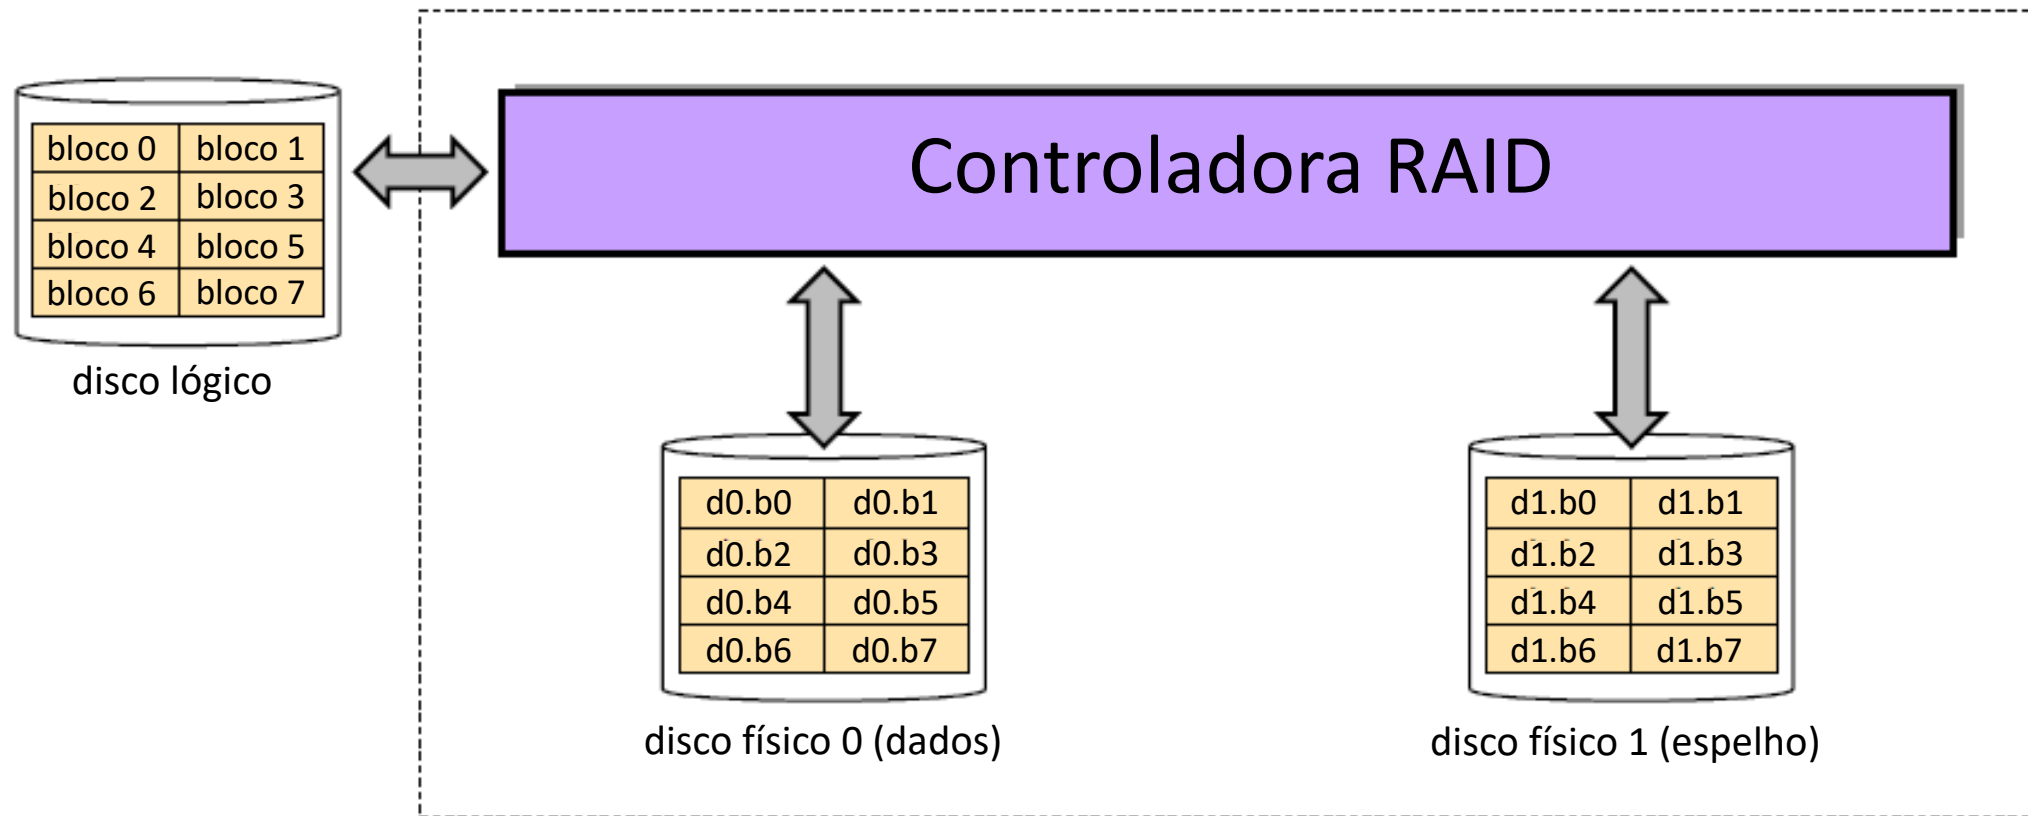 Controladora RAID
bloco 0 bloco 1
bloco 2 bloco 3
bloco 4 bloco 5
bloco 6 bloco 7
disco lógico
d0.b0 d0.b1
d0.b2 d0.b3
d0.b4 d0.b5
d0.b6 d0.b7
disco físico 0 (dados)
d1.b0 d1.b1
d1.b2 d1.b3
d1.b4 d1.b5
d1.b6 d1.b7
disco físico 1 (espelho)